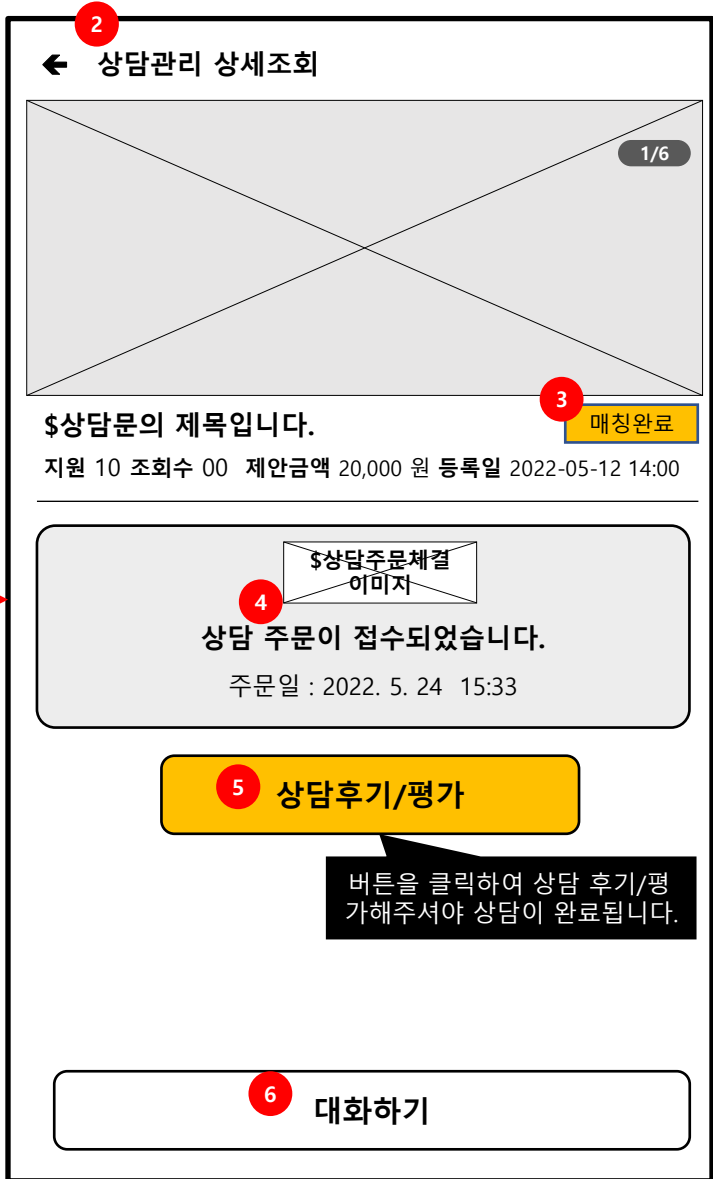 2
상담관리 상세조회
1/6
3
$상담문의 제목입니다.
매칭완료
지원 10 조회수 00 제안금액 20,000 원 등록일 2022-05-12 14:00
$상담주문체결
이미지
4
상담 주문이 접수되었습니다.
주문일 : 2022. 5. 24 15:33
5
상담후기/평가
버튼을 클릭하여 상담 후기/평
가해주셔야 상담이 완료됩니다.
6
대화하기